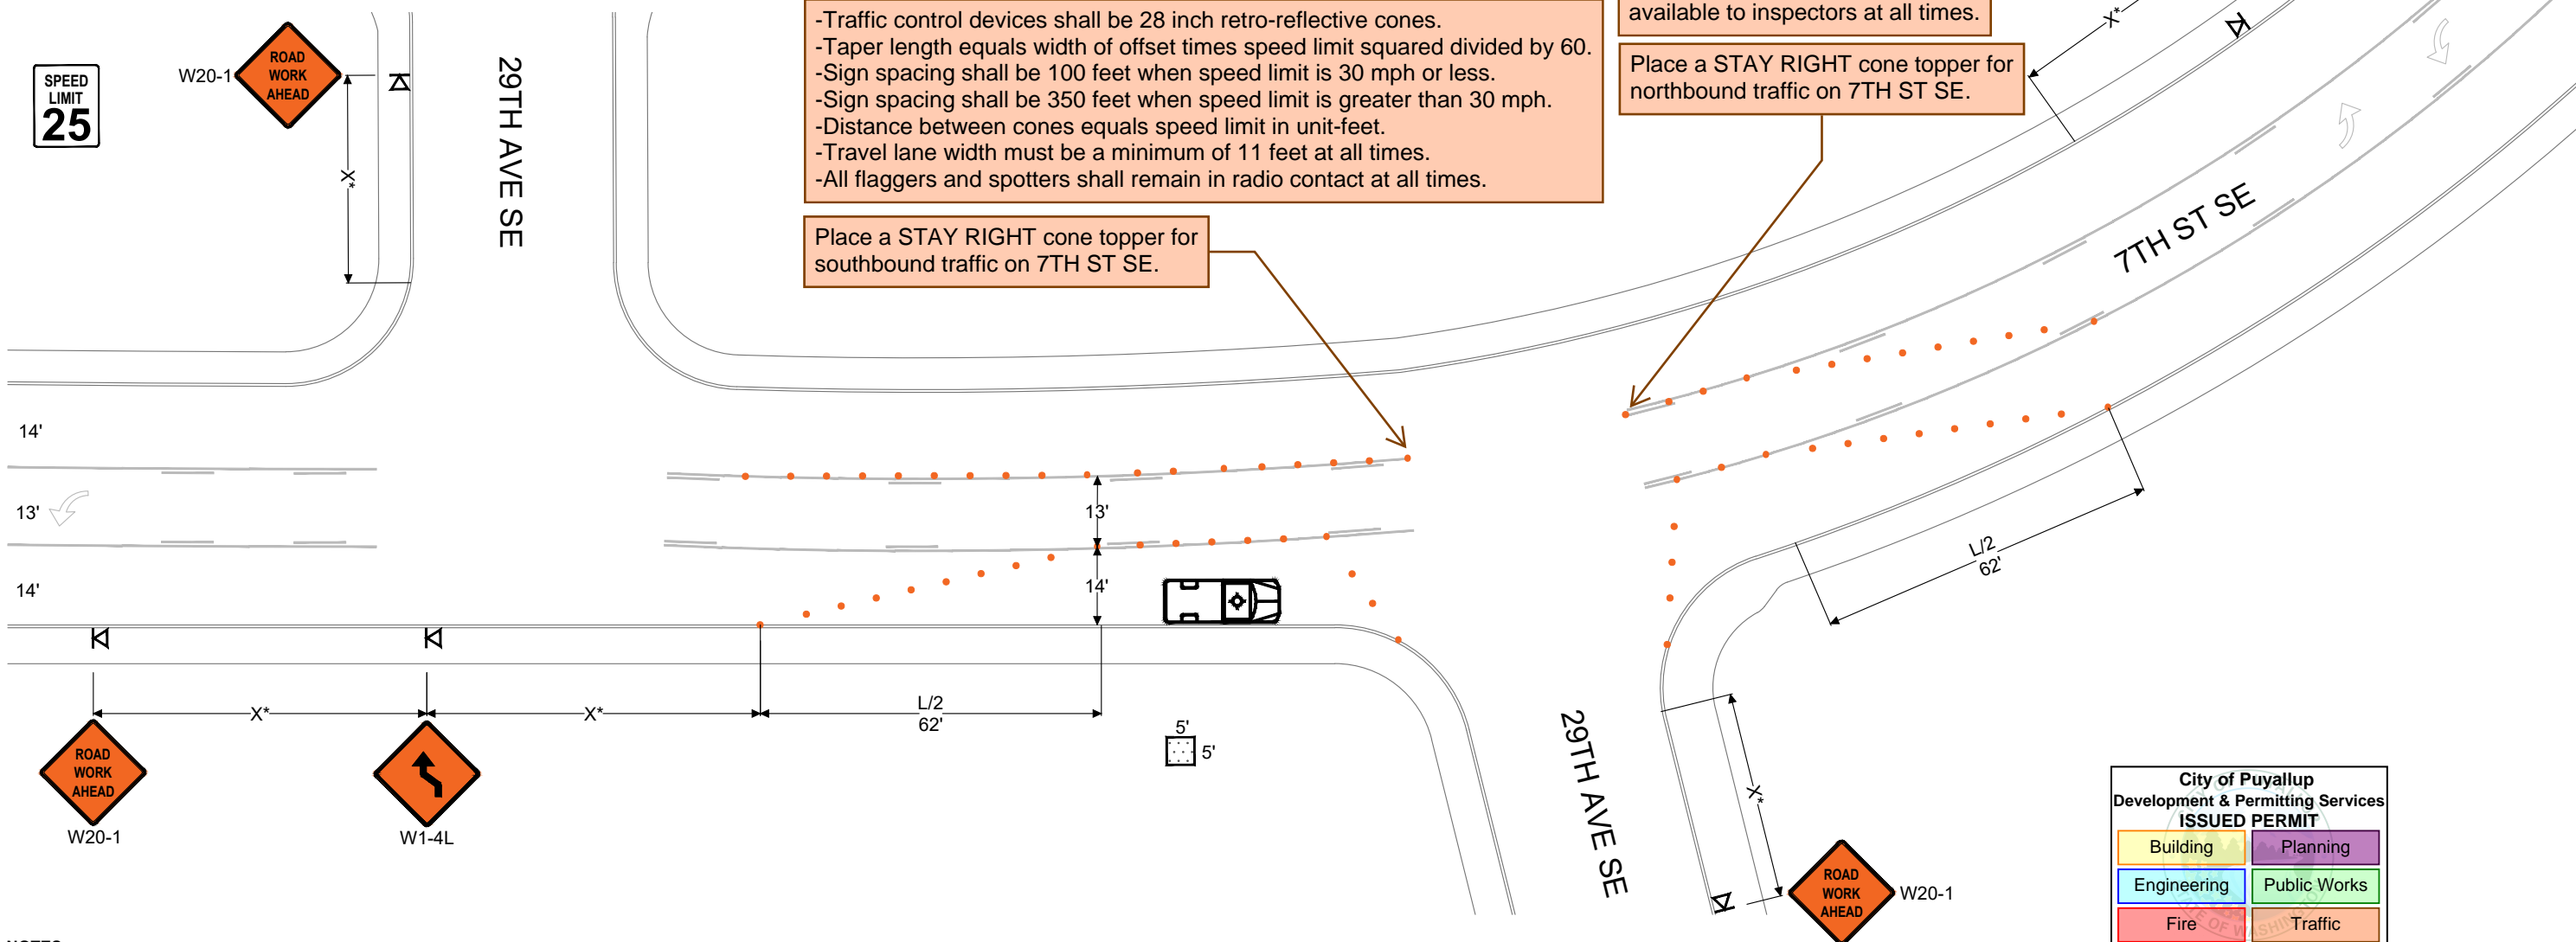 -Traffic control devices shall be 28 inch retro-reflective cones.
-Taper length equals width of offset times speed limit squared divided by 60.
-Sign spacing shall be 100 feet when speed limit is 30 mph or less.
-Sign spacing shall be 350 feet when speed limit is greater than 30 mph.
-Distance between cones equals speed limit in unit-feet.
-Travel lane width must be a minimum of 11 feet at all times.
-All flaggers and spotters shall remain in radio contact at all times.
available to inspectors at all times.
Place a STAY RIGHT cone topper for
northbound traffic on 7TH ST SE.
Place a STAY RIGHT cone topper for
southbound traffic on 7TH ST SE.
SPEED
LIMIT
25
W20-1
ROAD
WORK
AHEAD
X*
29TH AVE SE
X*
7TH ST SE
14'
13'
14'
13'
14'
L/2
62'
X*
X*
L/2
62'
ROAD
WORK
AHEAD
W20-1
W1-4L
5'
5'
29TH AVE SE
X*
ROAD
WORK
AHEAD
W20-1
City of Puyallup
Development & Permitting Services
ISSUED PERMIT
Building
Planning
Engineering
Public Works
Fire
Traffic